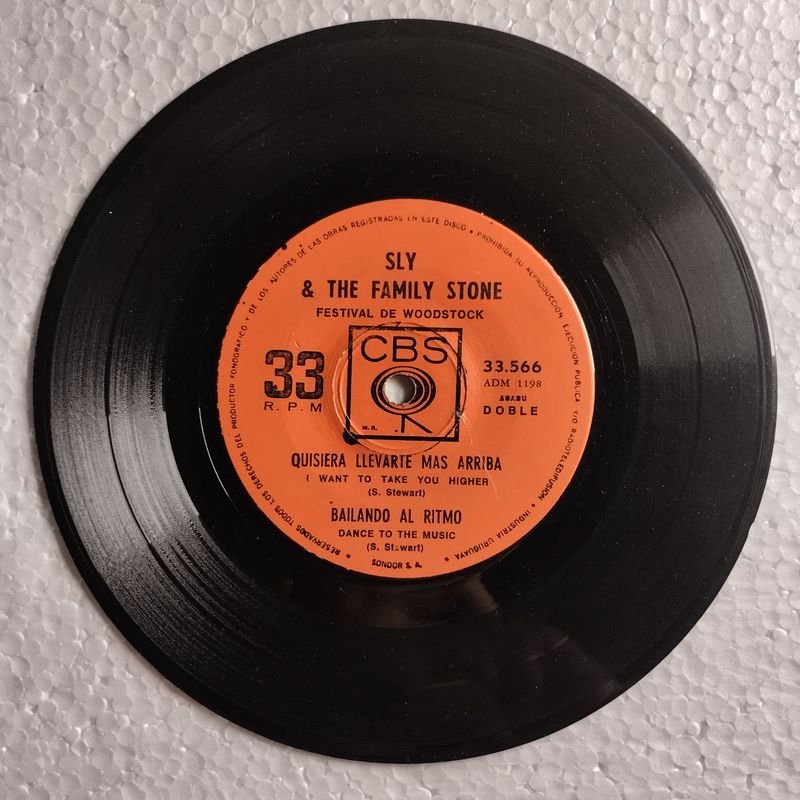 RESERVADOS TODOS LOS DERECHOS DEL PRODUCTOR FONOGRAFICO Y DE LOS AUTORES DE LAS OBRAS REGISTRADAS EN ESTE DISCO • PROHIBIDA SU REPRODUCCION, EJECUCION PUBLICA Y/O RADIOTELEDIFUSION • INDUSTRIA URUGUAYA
SLY
& THE FAMILY STONE
FESTIVAL DE WOODSTOCK
33
R.P.M
CBS
M.R.
33.566
ADM 1198
AGADU
DOBLE
QUISIERA LLEVARTE MAS ARRIBA
I WANT TO TAKE YOU HIGHER
(S. Stewart)
BAILANDO AL RITMO
DANCE TO THE MUSIC
(S. Stewart)
SONDOR S. A.